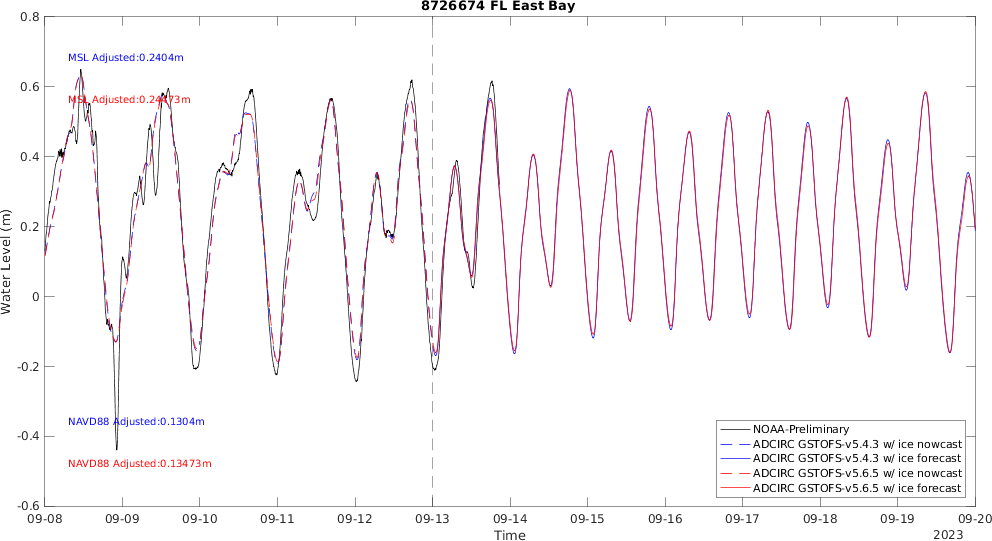 8726674 FL East Bay
0.8
0.6
0.4
0.2
0
-0.2
-0.4
-0.6
Water Level (m)
MSL Adjusted:0.2404m
MSL Adjusted:0.24473m
NAVD88 Adjusted:0.1304m
NAVD88 Adjusted:0.13473m
NOAA-Preliminary
ADCIRC GSTOFS-v5.4.3 w/ ice nowcast
ADCIRC GSTOFS-v5.4.3 w/ ice forecast
ADCIRC GSTOFS-v5.6.5 w/ ice nowcast
ADCIRC GSTOFS-v5.6.5 w/ ice forecast
09-08 09-09 09-10 09-11 09-12 09-13 09-14 09-15 09-16 09-17 09-18 09-19 09-20
Time
2023